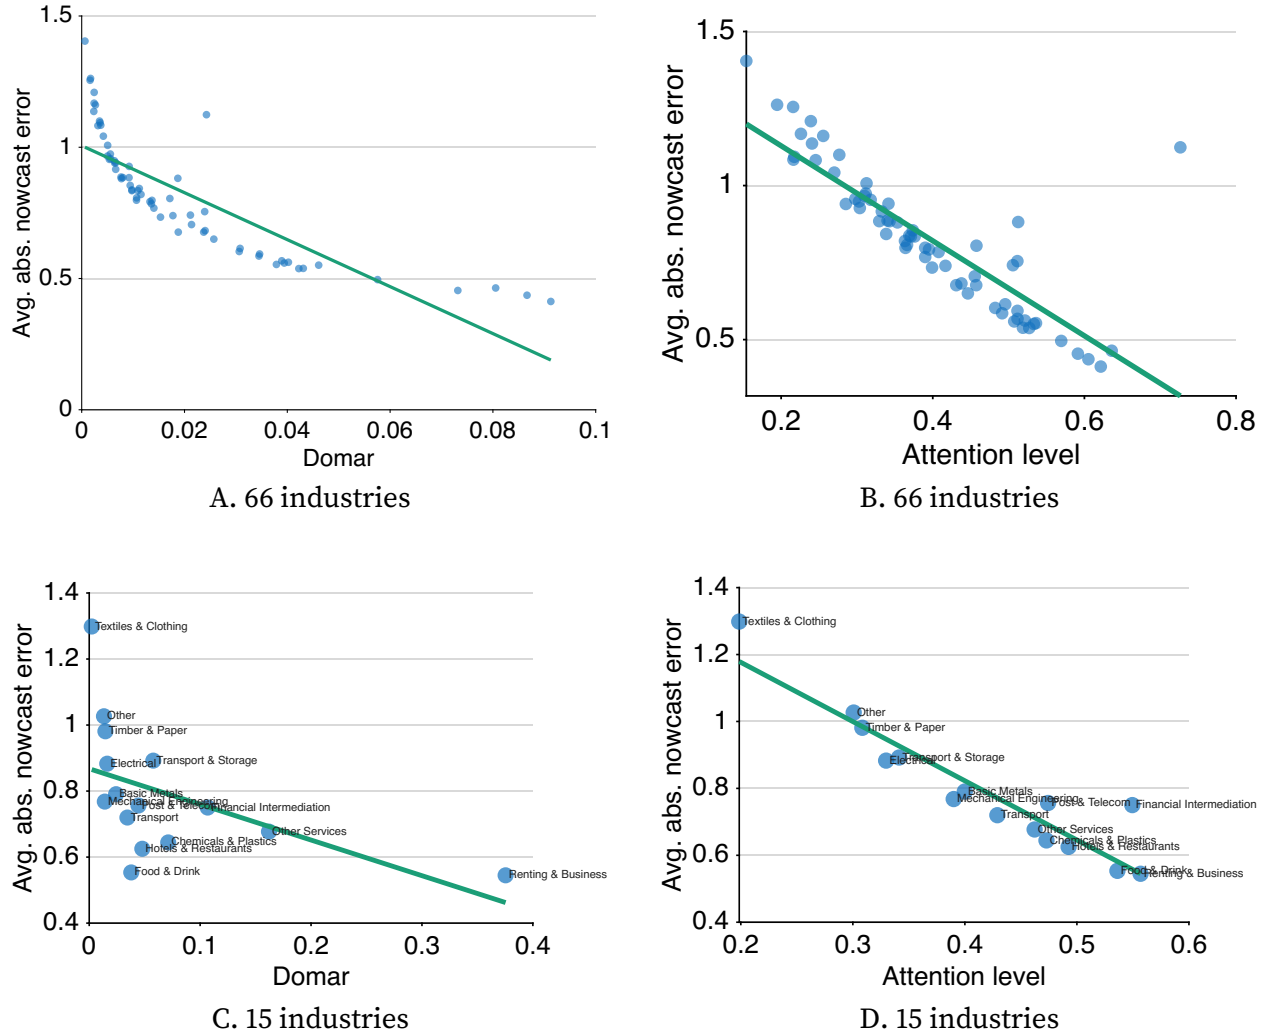 1.5
1
0.5
0
Avg. abs. nowcast error
0
0.02
0.04
0.06
0.08
0.1
Domar
A. 66 industries
1.5
1
0.5
Avg. abs. nowcast error
0.2
0.4
0.6
0.8
Attention level
B. 66 industries
1.4
1.2
1
0.8
0.6
0.4
Avg. abs. nowcast error
Textiles & Clothing
Other
Timber & Paper
Electrical
Transport & Storage
Basic Metals
Mechanical Engineering
Post & Telecom
Financial Intermediation
Transport
Other Services
Chemicals & Plastics
Hotels & Restaurants
Food & Drink
Renting & Business
0
0.1
0.2
0.3
0.4
Domar
C. 15 industries
1.4
1.2
1
0.8
0.6
0.4
Avg. abs. nowcast error
Textiles & Clothing
Other
Timber & Paper
Electrical
Transport & Storage
Basic Metals
Mechanical Engineering
Post & Telecom
Financial Intermediation
Transport
Other Services
Chemicals & Plastics
Hotels & Restaurants
Food & Drink
Renting & Business
0.2
0.3
0.4
0.5
0.6
Attention level
D. 15 industries